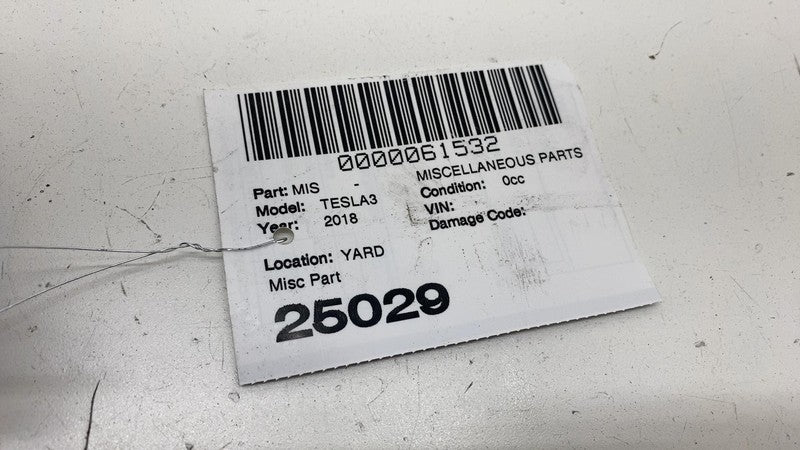 0000061532
Part: MIS - MISCELLANEOUS PARTS
Model: TESLA3 Condition: 0cc
Year: 2018 VIN:
Damage Code:
Location: YARD
Misc Part
25029